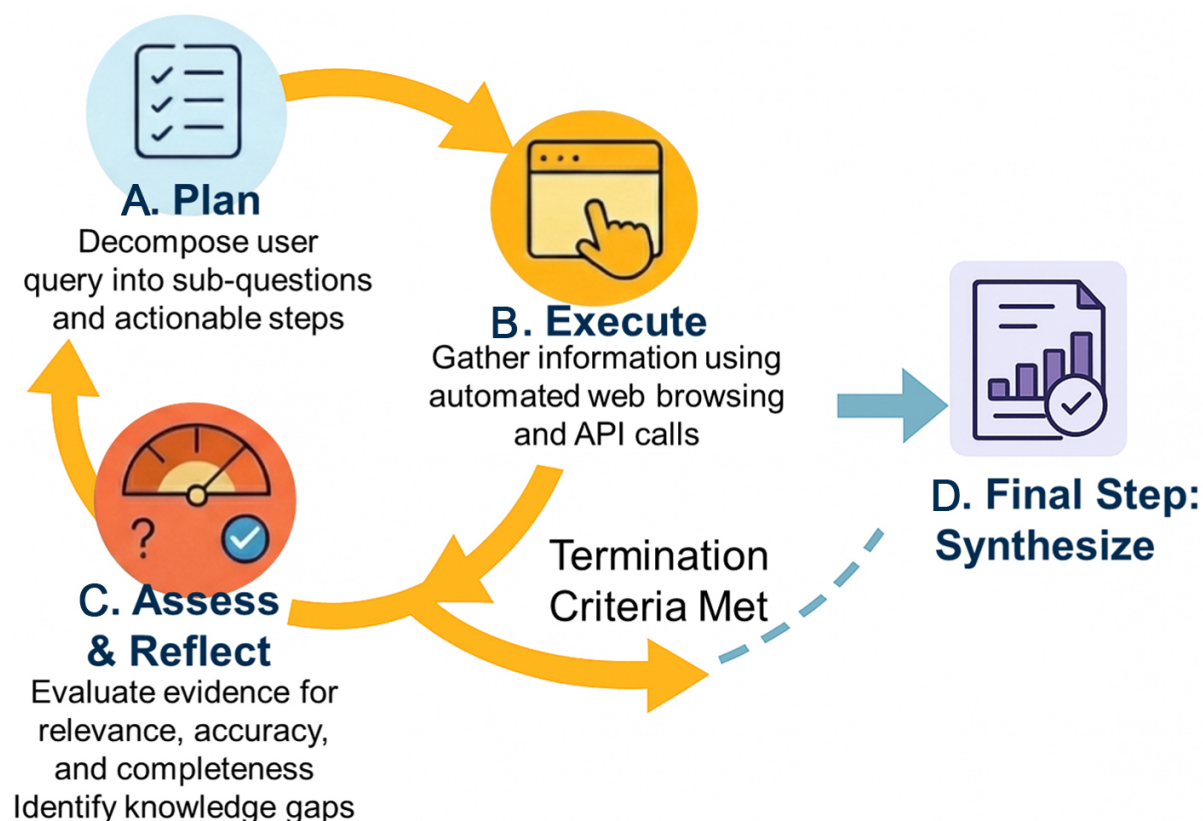 A. Plan
Decompose user
query into sub-questions
and actionable steps
B. Execute
Gather information using
automated web browsing
and API calls
C. Assess
& Reflect
Evaluate evidence for
relevance, accuracy,
and completeness
Identify knowledge gaps
?
Termination
Criteria Met
D. Final Step:
Synthesize